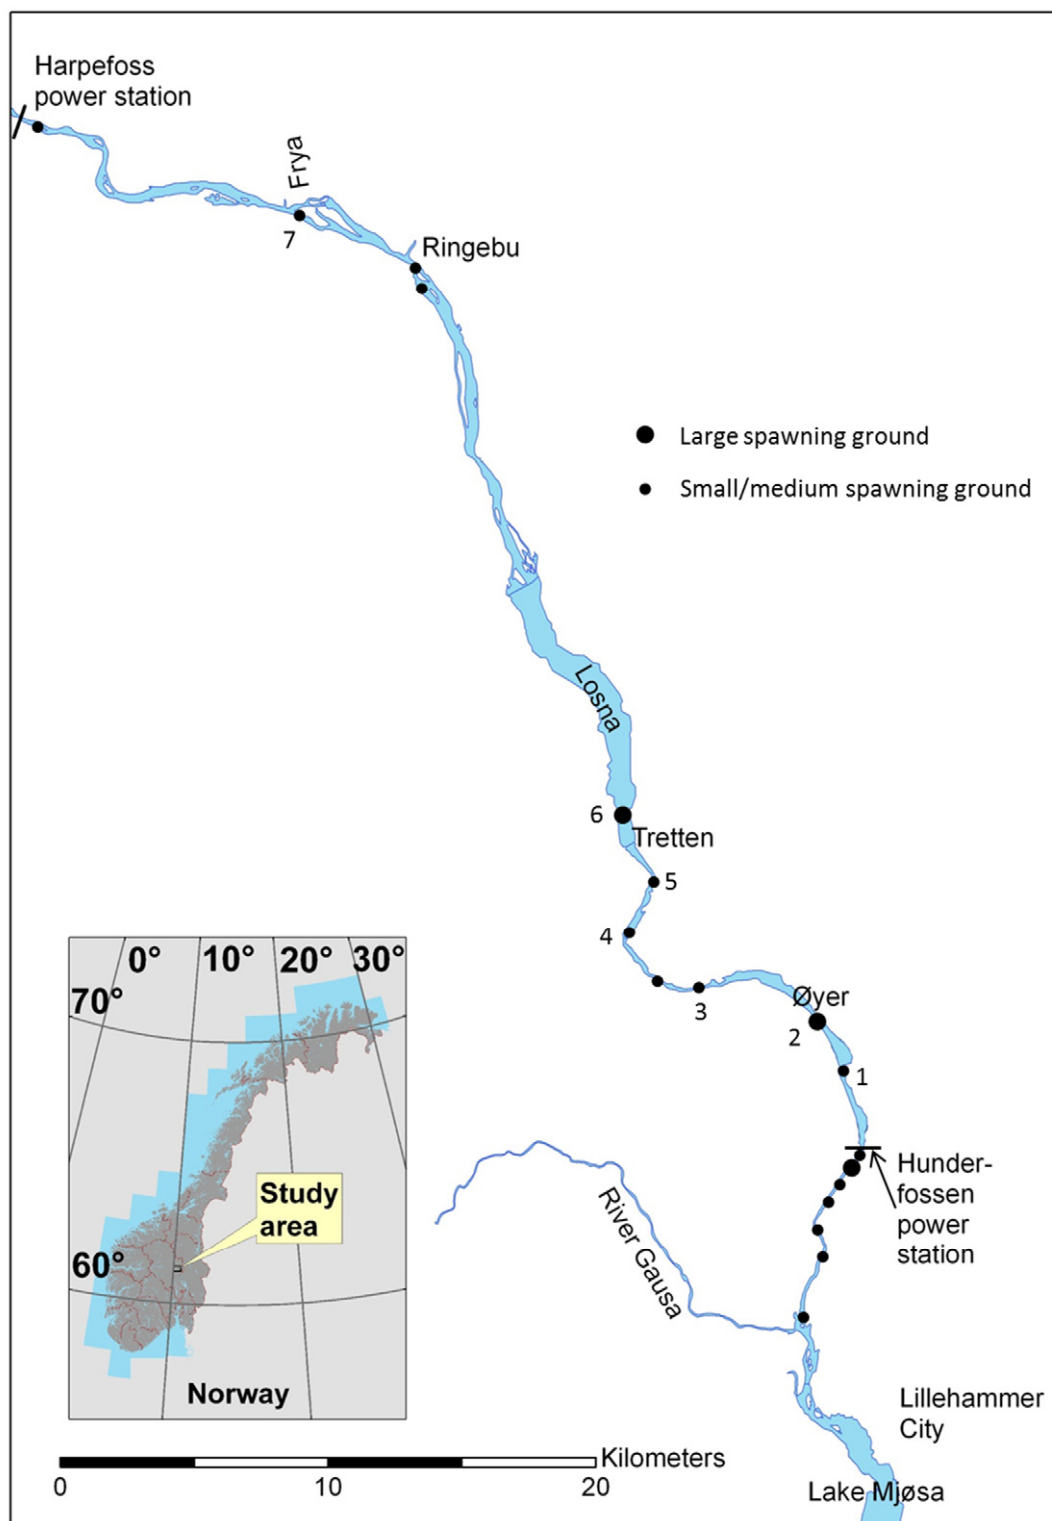 Harpefoss
power station
Frya
7
Ringebu
Large spawning ground
Small/medium spawning ground
Losna
6
Tretten
5
4
3
Øyer
2
1
Hunder-
fossen
power
station
River Gausa
0° 10° 20° 30°
70°
Study
area
60°
Norway
Lillehammer
City
Lake Mjøsa
Kilometers
0 10 20